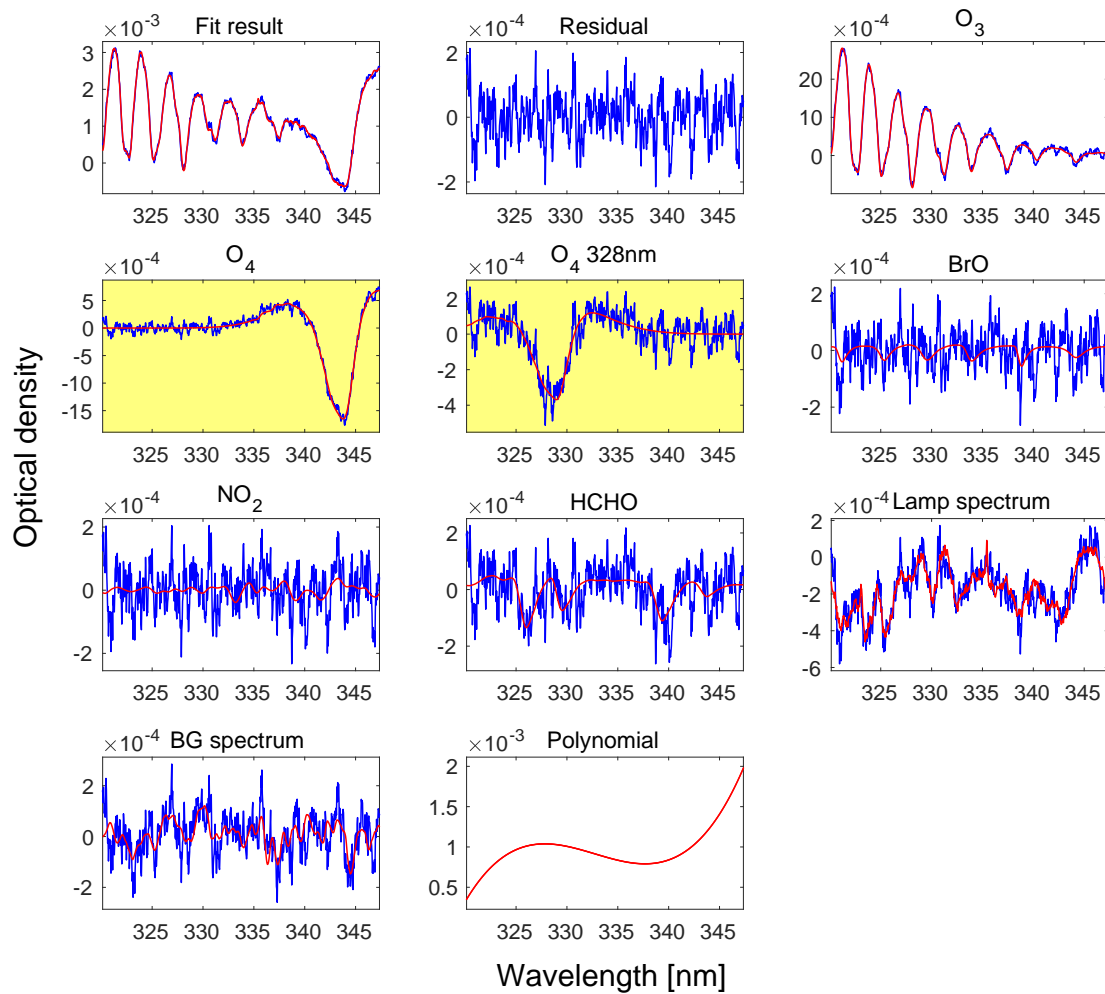 ×10⁻³ Fit result
3
2
1
0
325 330 335 340 345
×10⁻⁴ Residual
2
0
-2
325 330 335 340 345
×10⁻⁴ O₃
20
10
0
325 330 335 340 345
×10⁻⁴ O₄
5
0
-5
-10
-15
325 330 335 340 345
×10⁻⁴ O₄ 328nm
2
0
-2
-4
325 330 335 340 345
×10⁻⁴ BrO
2
0
-2
325 330 335 340 345
×10⁻⁴ NO₂
2
0
-2
325 330 335 340 345
×10⁻⁴ HCHO
2
0
-2
325 330 335 340 345
×10⁻⁴ Lamp spectrum
2
0
-2
-4
-6
325 330 335 340 345
×10⁻⁴ BG spectrum
2
0
-2
325 330 335 340 345
×10⁻³ Polynomial
2
1.5
1
0.5
325 330 335 340 345
Optical density
Wavelength [nm]